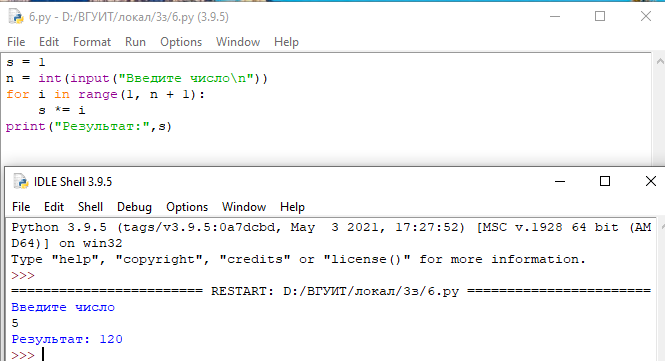 6.py - D:/ВГУИТ/локал/3з/6.py (3.9.5)
File Edit Format Run Options Window Help
s = 1
n = int(input("Введите число\n"))
for i in range(1, n + 1):
    s *= i
print("Результат:",s)
IDLE Shell 3.9.5
File Edit Shell Debug Options Window Help
Python 3.9.5 (tags/v3.9.5:0a7dcbd, May  3 2021, 17:27:52) [MSC v.1928 64 bit (AM
D64)] on win32
Type "help", "copyright", "credits" or "license()" for more information.
>>>
======================== RESTART: D:/ВГУИТ/локал/3з/6.py =======================
Введите число
5
Результат: 120
>>>